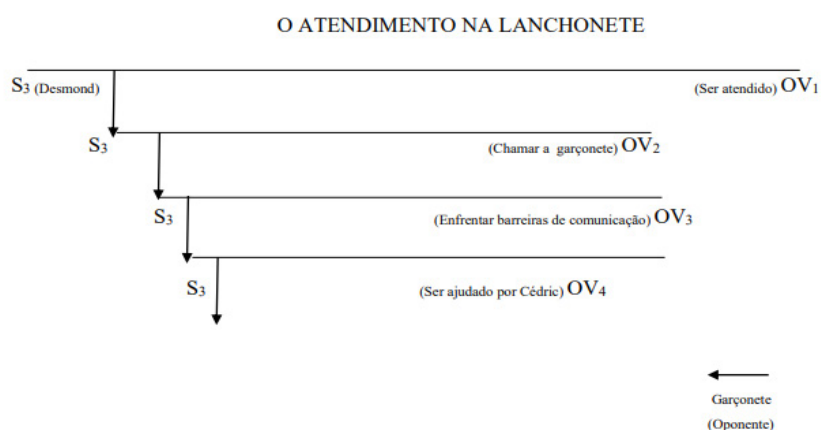 O ATENDIMENTO NA LANCHONETE
S3 (Desmond) (Ser atendido) OV1
S3 (Chamar a garçonete) OV2
S3 (Enfrentar barreiras de comunicação) OV3
S3 (Ser ajudado por Cédric) OV4
Garçonete
(Oponente)